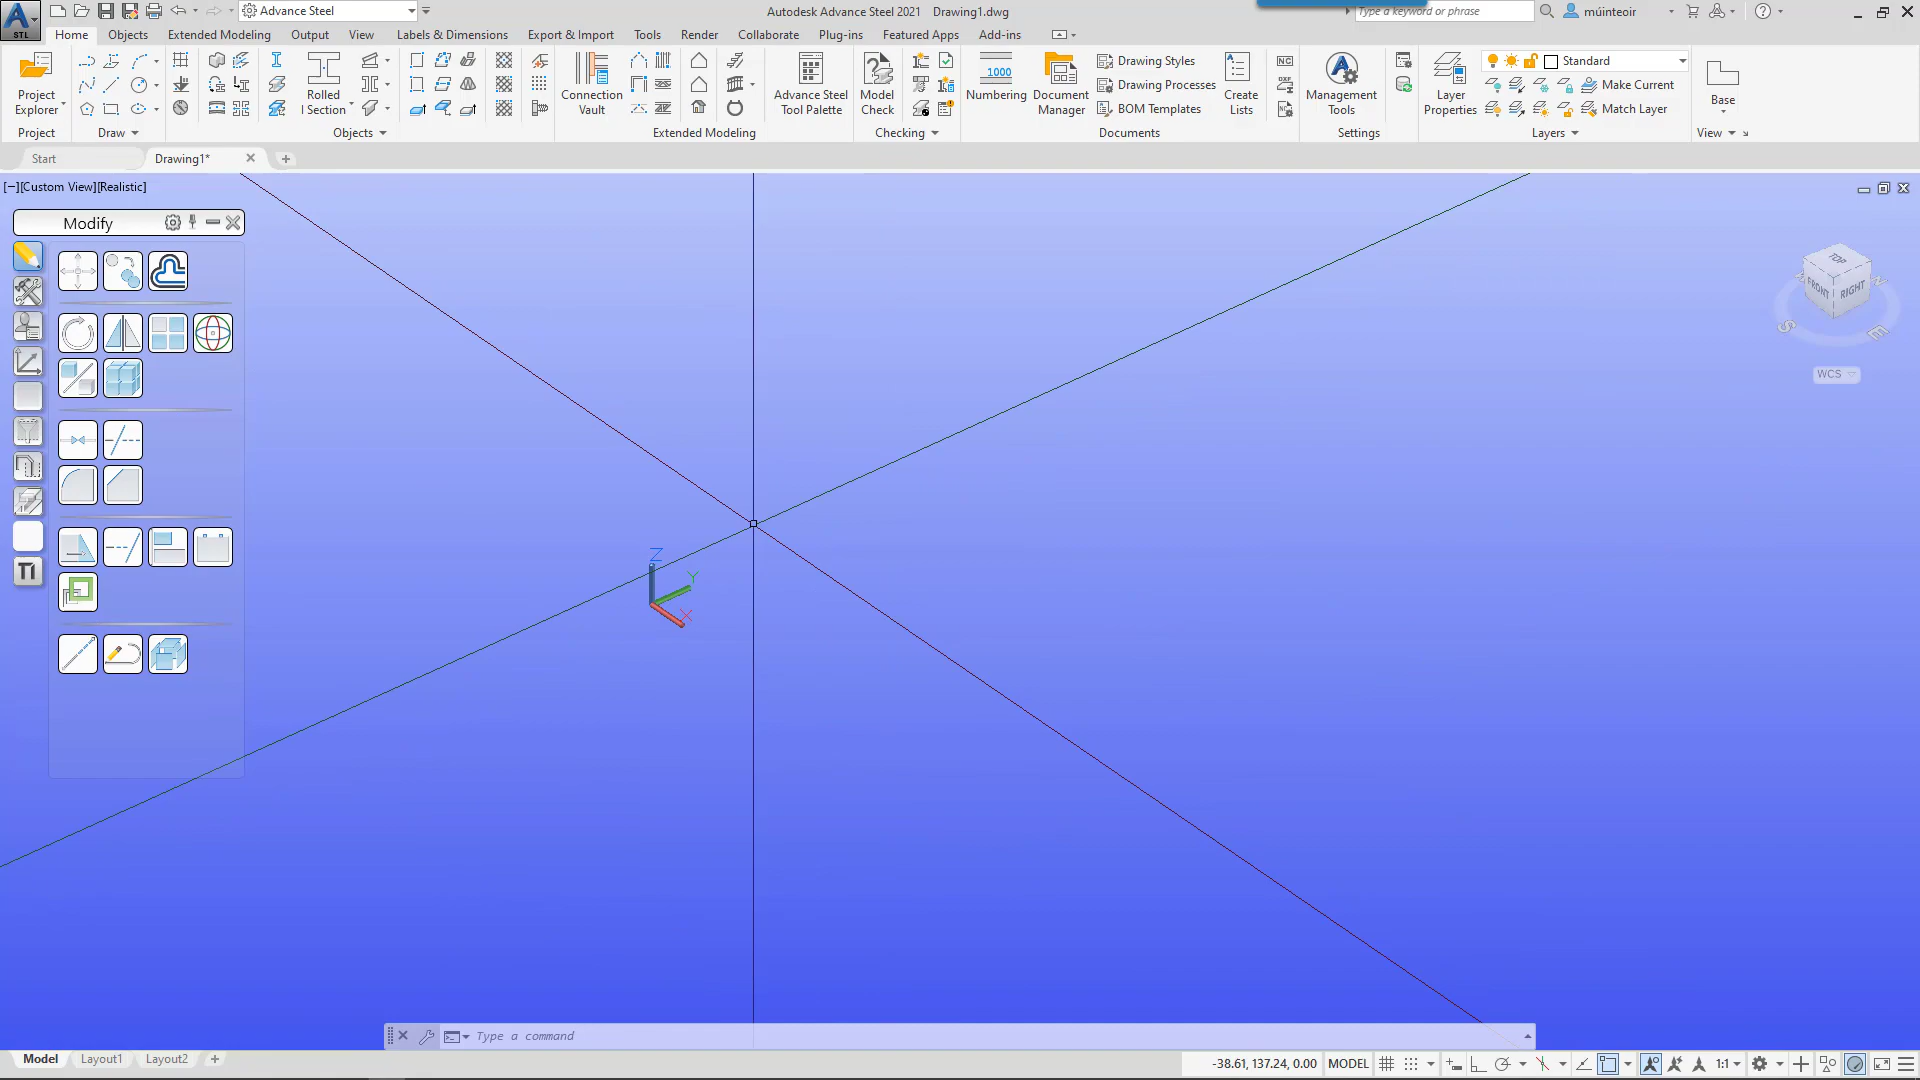 Advance Steel
Autodesk Advance Steel 2021 Drawing1.dwg
Type a keyword or phrase
múinteoir
STL
Home Objects Extended Modeling Output View Labels & Dimensions Export & Import Tools Render Collaborate Plug-ins Featured Apps Add-ins
Project Explorer
Rolled I Section
Connection Vault
Advance Steel Tool Palette
Model Check
1000
Numbering
Document Manager
Drawing Styles
Drawing Processes
BOM Templates
Create Lists
NC
DXF
Management Tools
Layer Properties
Standard
Make Current
Match Layer
Base
Project Draw Objects Extended Modeling Checking Documents Settings Layers View
Start Drawing1*
[−][Custom View][Realistic]
Modify
TOP
FRONT RIGHT
S E
WCS
Z
Y
X
TI
Type a command
Model Layout1 Layout2
-38.61, 137.24, 0.00 MODEL 1:1